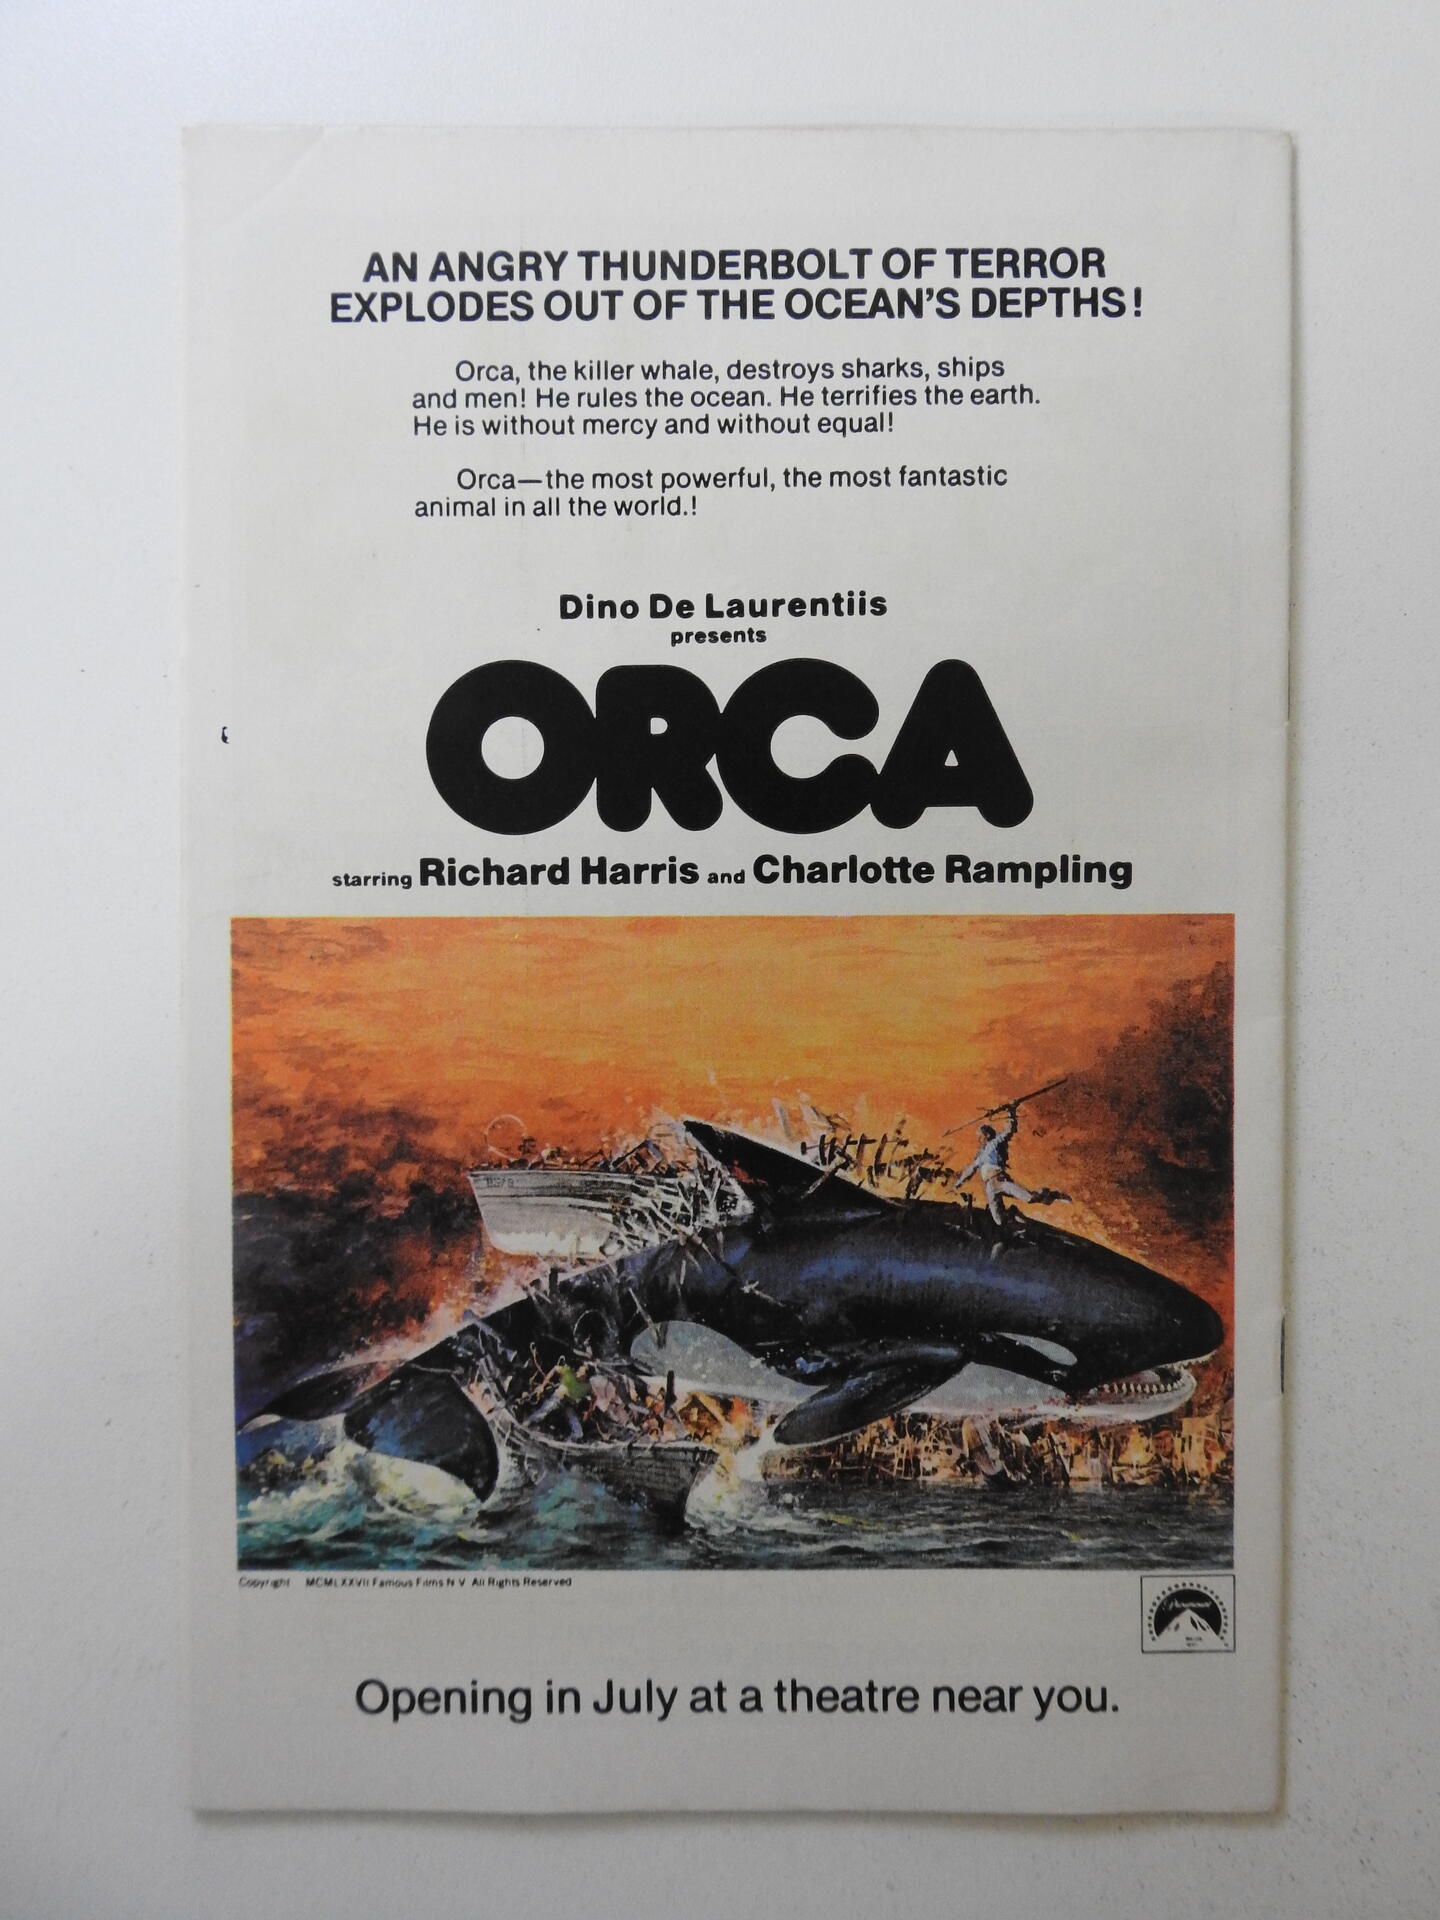 AN ANGRY THUNDERBOLT OF TERROR
EXPLODES OUT OF THE OCEAN'S DEPTHS!
Orca, the killer whale, destroys sharks, ships
and men! He rules the ocean. He terrifies the earth.
He is without mercy and without equal!
Orca—the most powerful, the most fantastic
animal in all the world.!
Dino De Laurentiis
presents
ORCA
starring Richard Harris and Charlotte Rampling
Copyright MCMLXXVII Famous Films N V All Rights Reserved
Paramount
Opening in July at a theatre near you.